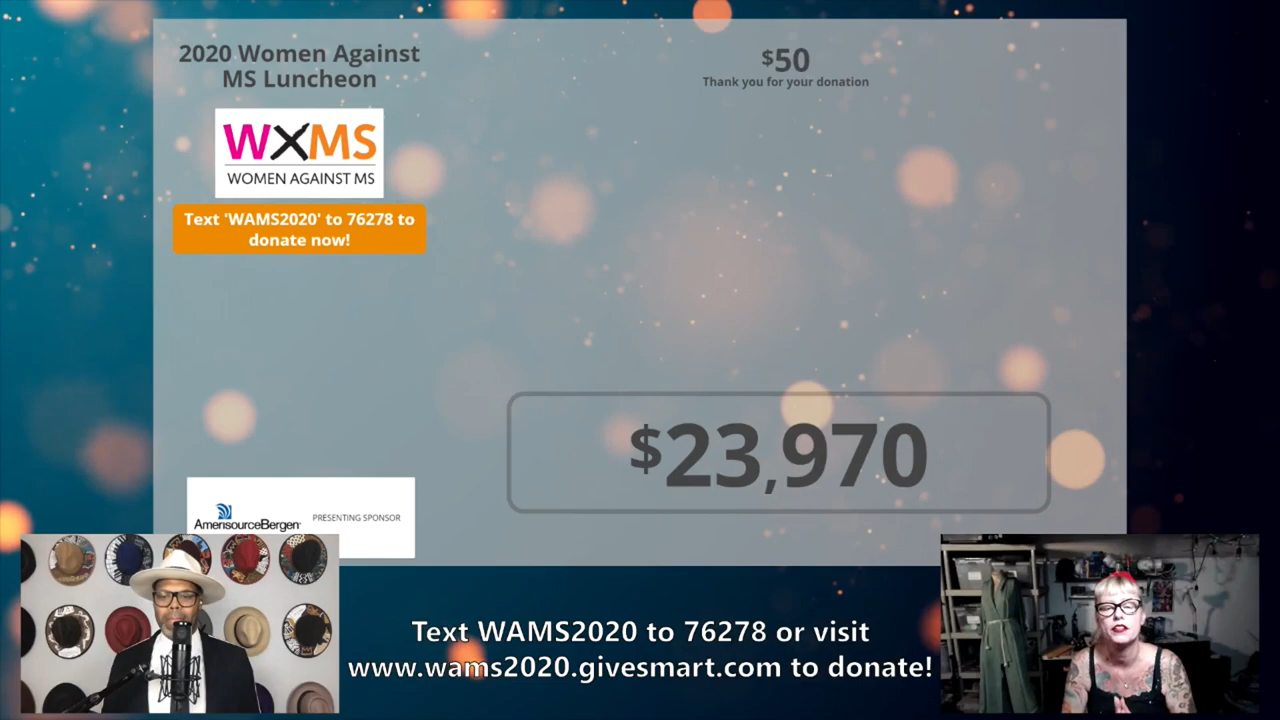 2020 Women Against
MS Luncheon
WXMS
WOMEN AGAINST MS
Text 'WAMS2020' to 76278 to
donate now!
$50
Thank you for your donation
$23,970
AmerisourceBergen
PRESENTING SPONSOR
Text WAMS2020 to 76278 or visit
www.wams2020.givesmart.com to donate!